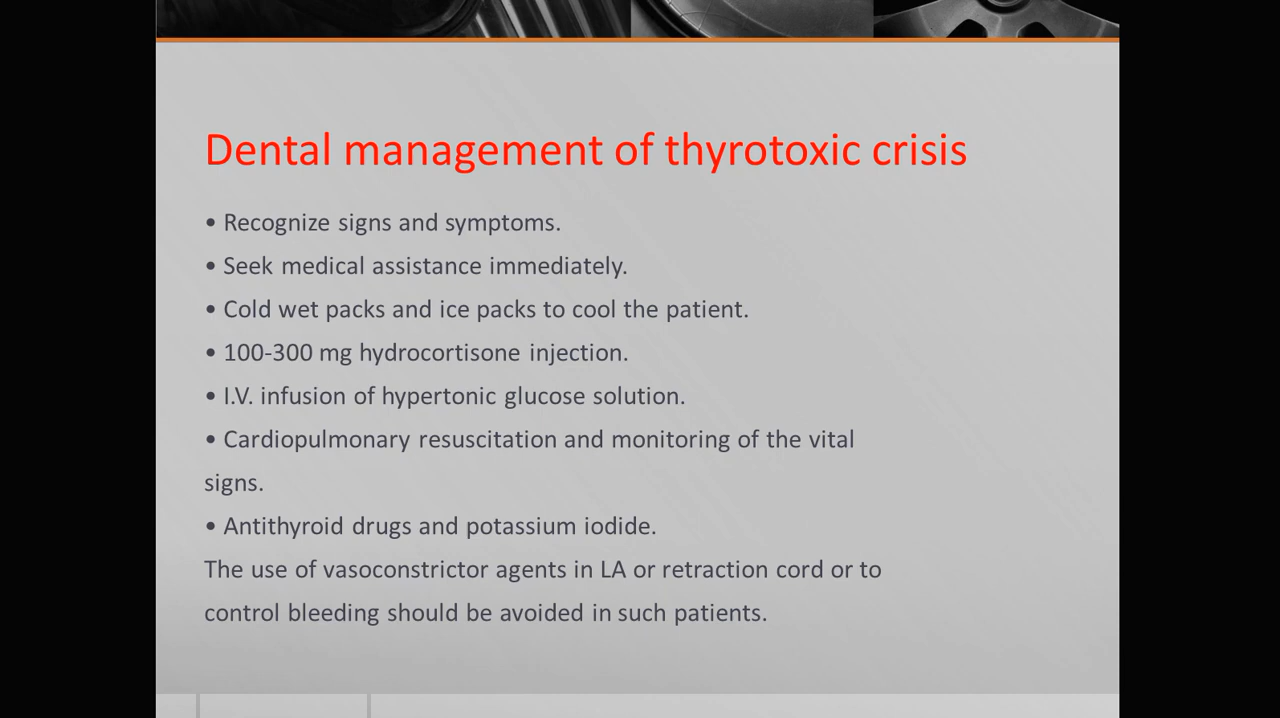 Dental management of thyrotoxic crisis
• Recognize signs and symptoms.
• Seek medical assistance immediately.
• Cold wet packs and ice packs to cool the patient.
• 100-300 mg hydrocortisone injection.
• I.V. infusion of hypertonic glucose solution.
• Cardiopulmonary resuscitation and monitoring of the vital
signs.
• Antithyroid drugs and potassium iodide.
The use of vasoconstrictor agents in LA or retraction cord or to
control bleeding should be avoided in such patients.